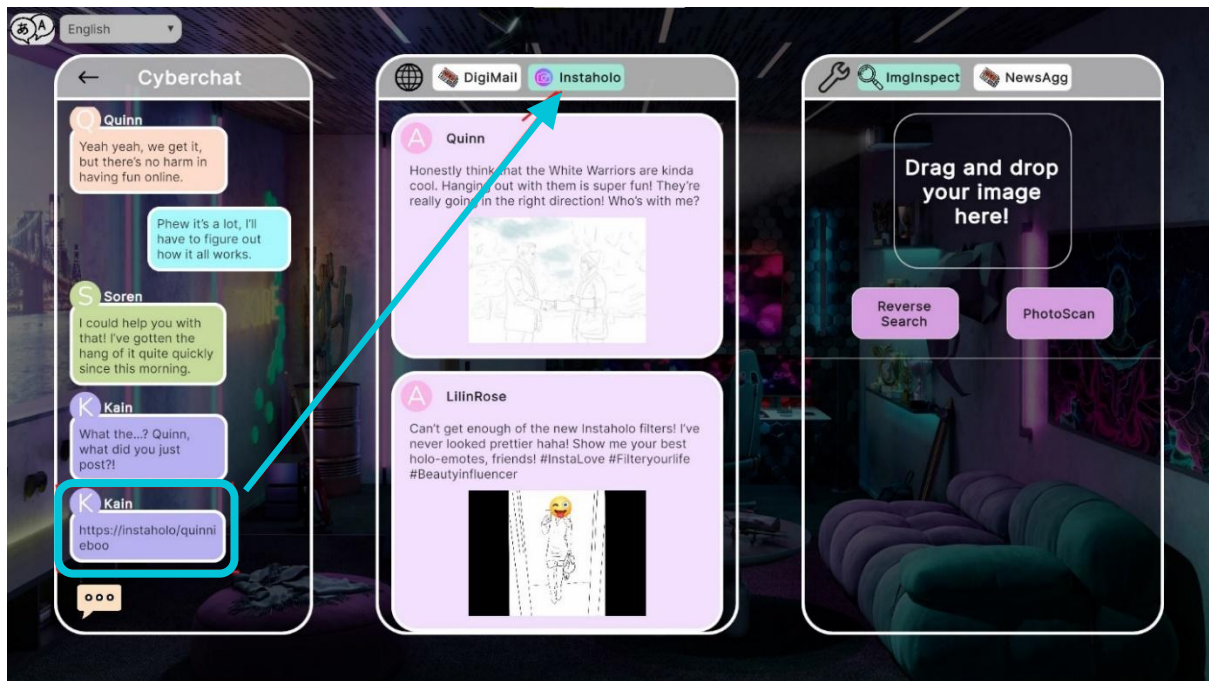 あ A
English
Cyberchat
Q Quinn
Yeah yeah, we get it,
but there's no harm in
having fun online.
Phew it's a lot, I'll
have to figure out
how it all works.
S Soren
I could help you with
that! I've gotten the
hang of it quite quickly
since this morning.
K Kain
What the...? Quinn,
what did you just
post?!
K Kain
https://instaholo/quinni
eboo
DigiMail
Instaholo
A Quinn
Honestly think that the White Warriors are kinda
cool. Hanging out with them is super fun! They're
really going in the right direction! Who's with me?
A LilinRose
Can't get enough of the new Instaholo filters! I've
never looked prettier haha! Show me your best
holo-emotes, friends! #InstaLove #Filteryourlife
#Beautyinfluencer
ImgInspect
NewsAgg
Drag and drop
your image
here!
Reverse
Search
PhotoScan